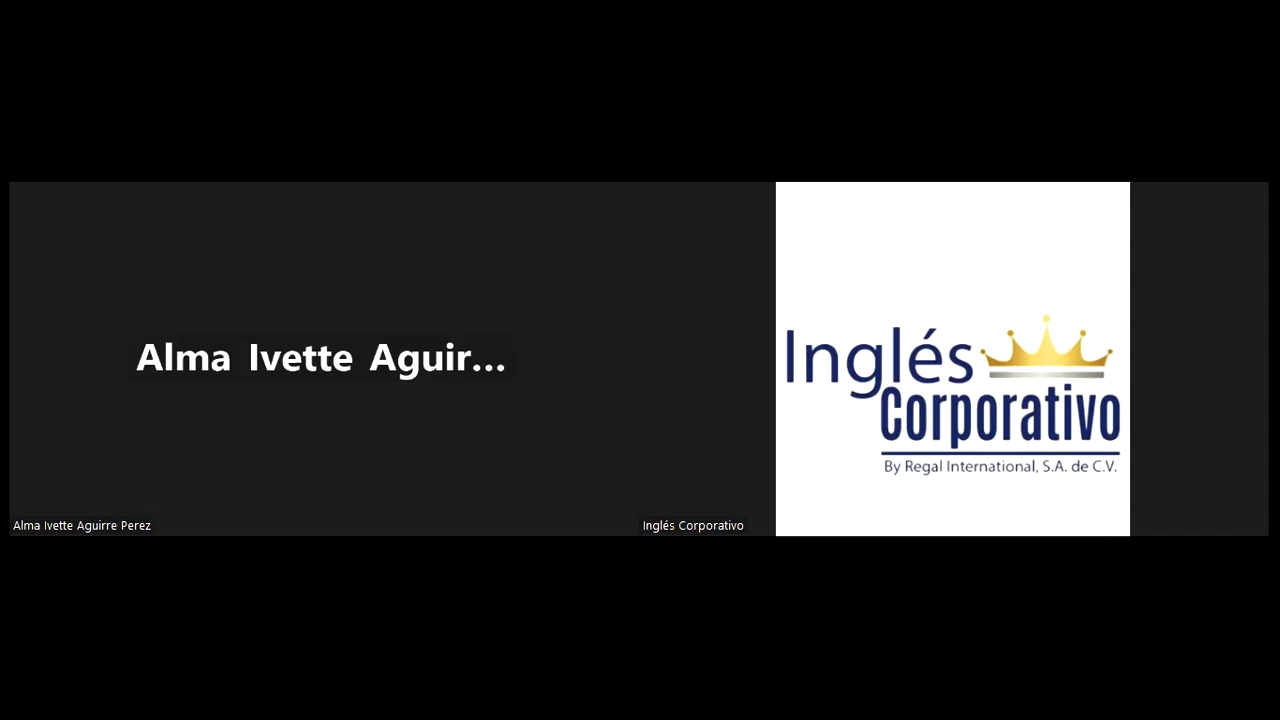 Alma Ivette Aguir...
Alma Ivette Aguirre Perez
Inglés
Corporativo
By Regal International, S.A. de C.V.
Inglés Corporativo